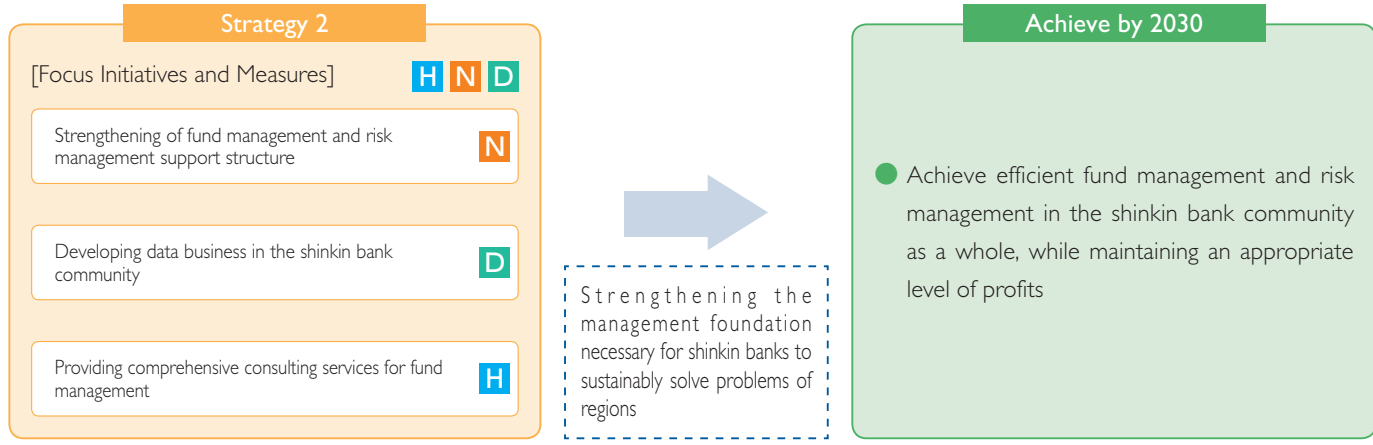 Strategy 2
[Focus Initiatives and Measures]
H N D
Strengthening of fund management and risk
management support structure
N
Developing data business in the shinkin bank
community
D
Providing comprehensive consulting services for fund
management
H
Strengthening the
management foundation
necessary for shinkin banks to
sustainably solve problems of
regions
Achieve by 2030
Achieve efficient fund management and risk
management in the shinkin bank community
as a whole, while maintaining an appropriate
level of profits